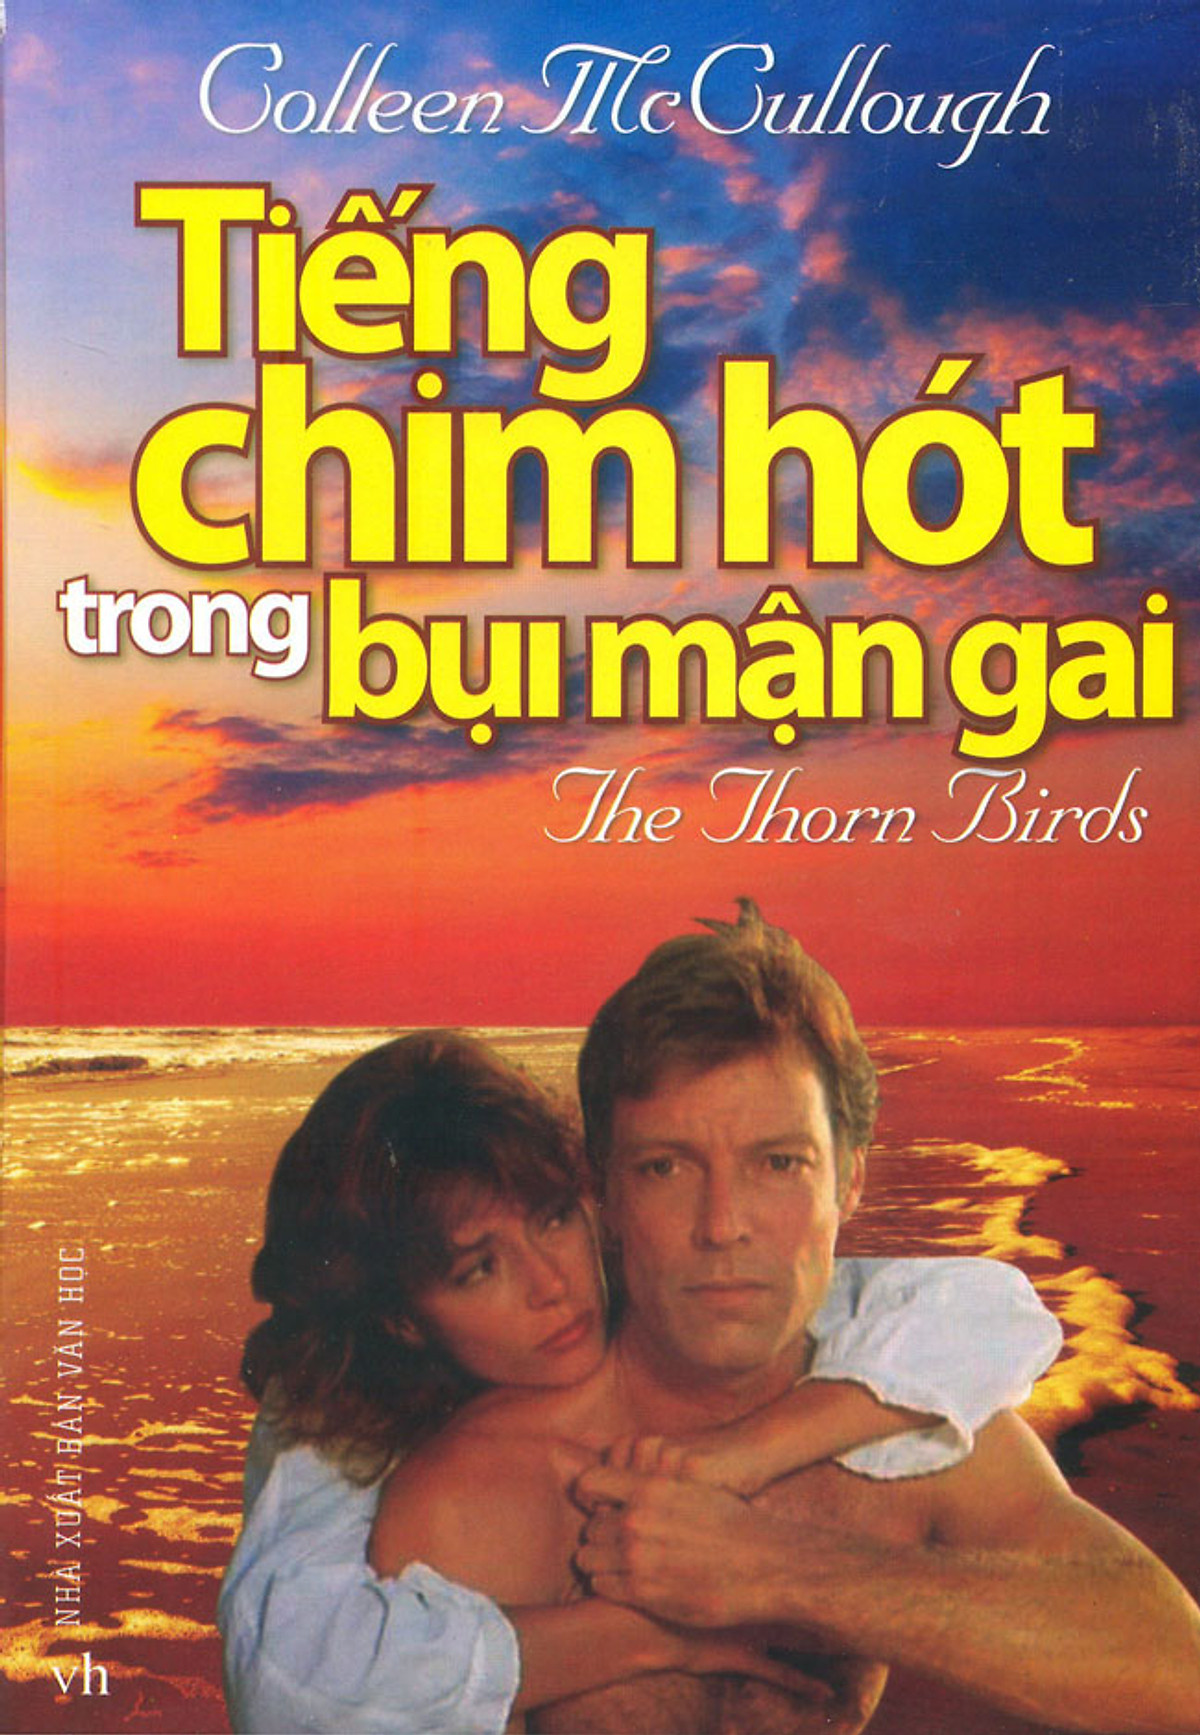 Colleen McCullough
Tiếng
chim hót
trong bụi mận gai
The Thorn Birds
NHÀ XUẤT BẢN VĂN HỌC
vh